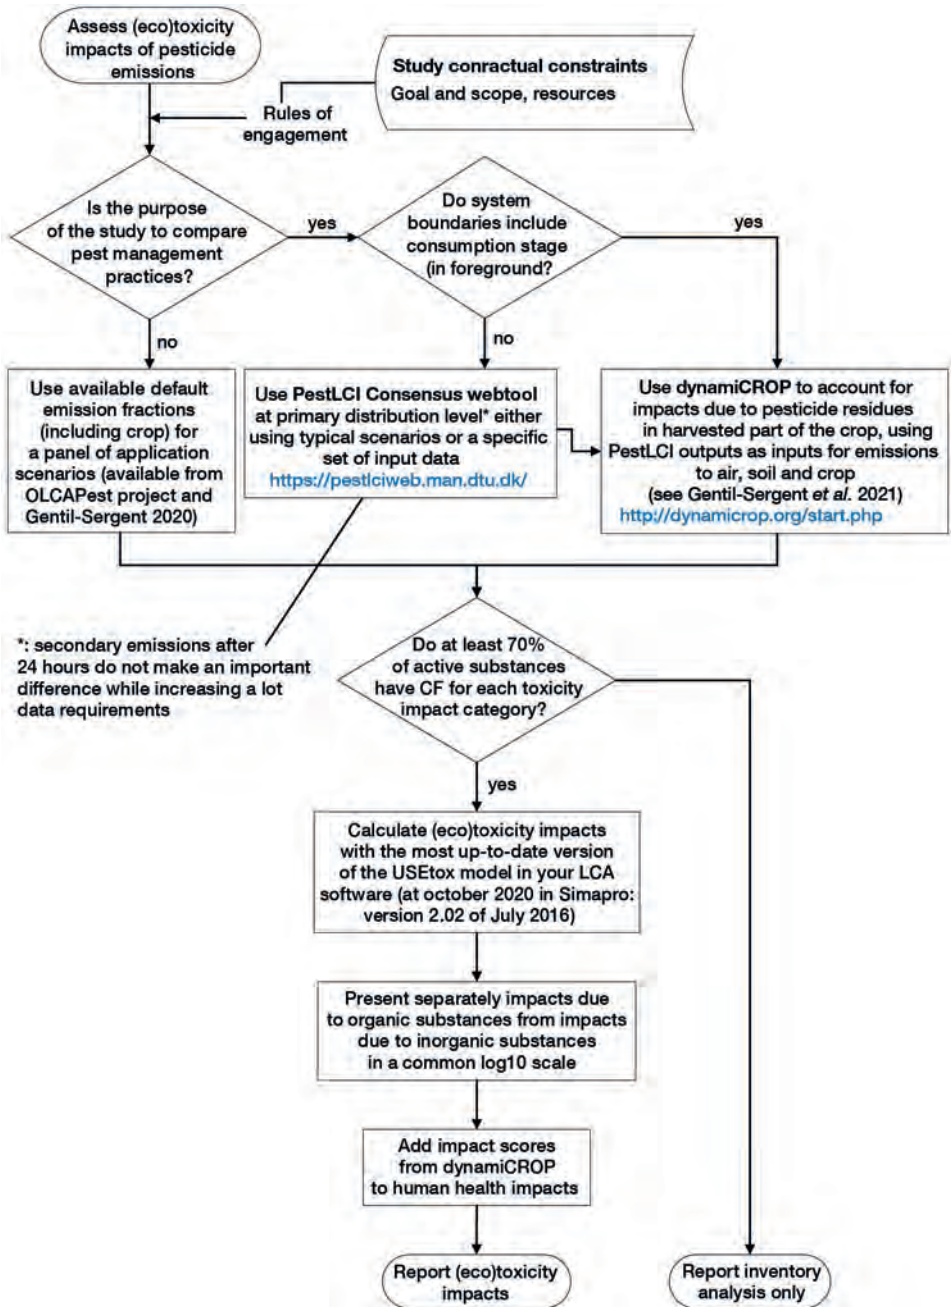 Assess (eco)toxicity
impacts of pesticide
emissions
Study conractual constraints
Goal and scope, resources
Rules of
engagement
Is the purpose
of the study to compare
pest management
practices?
yes
Do system
boundaries include
consumption stage
(in foreground?
yes
no
no
Use available default
emission fractions
(including crop) for
a panel of application
scenarios (available from
OLCAPest project and
Gentil-Sergent 2020)
Use PestLCI Consensus webtool
at primary distribution level* either
using typical scenarios or a specific
set of input data
https://pestlciweb.man.dtu.dk/
Use dynamiCROP to account for
impacts due to pesticide residues
in harvested part of the crop, using
PestLCI outputs as inputs for emissions
to air, soil and crop
(see Gentil-Sergent et al. 2021)
http://dynamicrop.org/start.php
*: secondary emissions after
24 hours do not make an important
difference while increasing a lot
data requirements
Do at least 70%
of active substances
have CF for each toxicity
impact category?
yes
Calculate (eco)toxicity impacts
with the most up-to-date version
of the USEtox model in your LCA
software (at october 2020 in Simapro:
version 2.02 of July 2016)
Present separately impacts due
to organic substances from impacts
due to inorganic substances
in a common log10 scale
Add impact scores
from dynamiCROP
to human health impacts
Report (eco)toxicity
impacts
Report inventory
analysis only